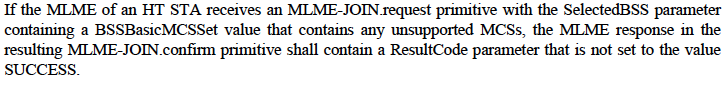 If the MLME of an HT STA receives an MLME-JOIN.request primitive with the SelectedBSS parameter
containing a BSSBasicMCSSet value that contains any unsupported MCSs, the MLME response in the
resulting MLME-JOIN.confirm primitive shall contain a ResultCode parameter that is not set to the value
SUCCESS.